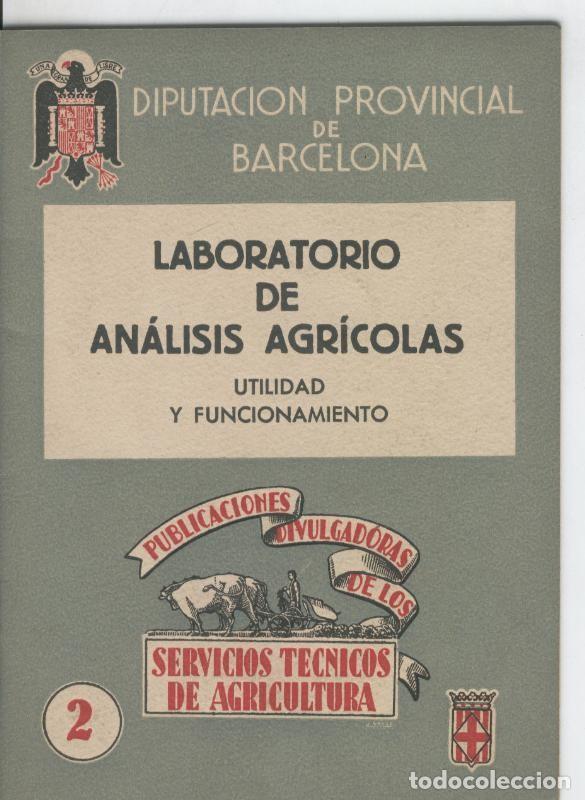 UNA GRANDE LIBRE
DIPUTACION PROVINCIAL
DE
BARCELONA
LABORATORIO
DE
ANÁLISIS AGRÍCOLAS
UTILIDAD
Y FUNCIONAMIENTO
PUBLICACIONES
DIVULGADORAS
DE LOS
SERVICIOS TECNICOS
DE AGRICULTURA
2
todocoleccion